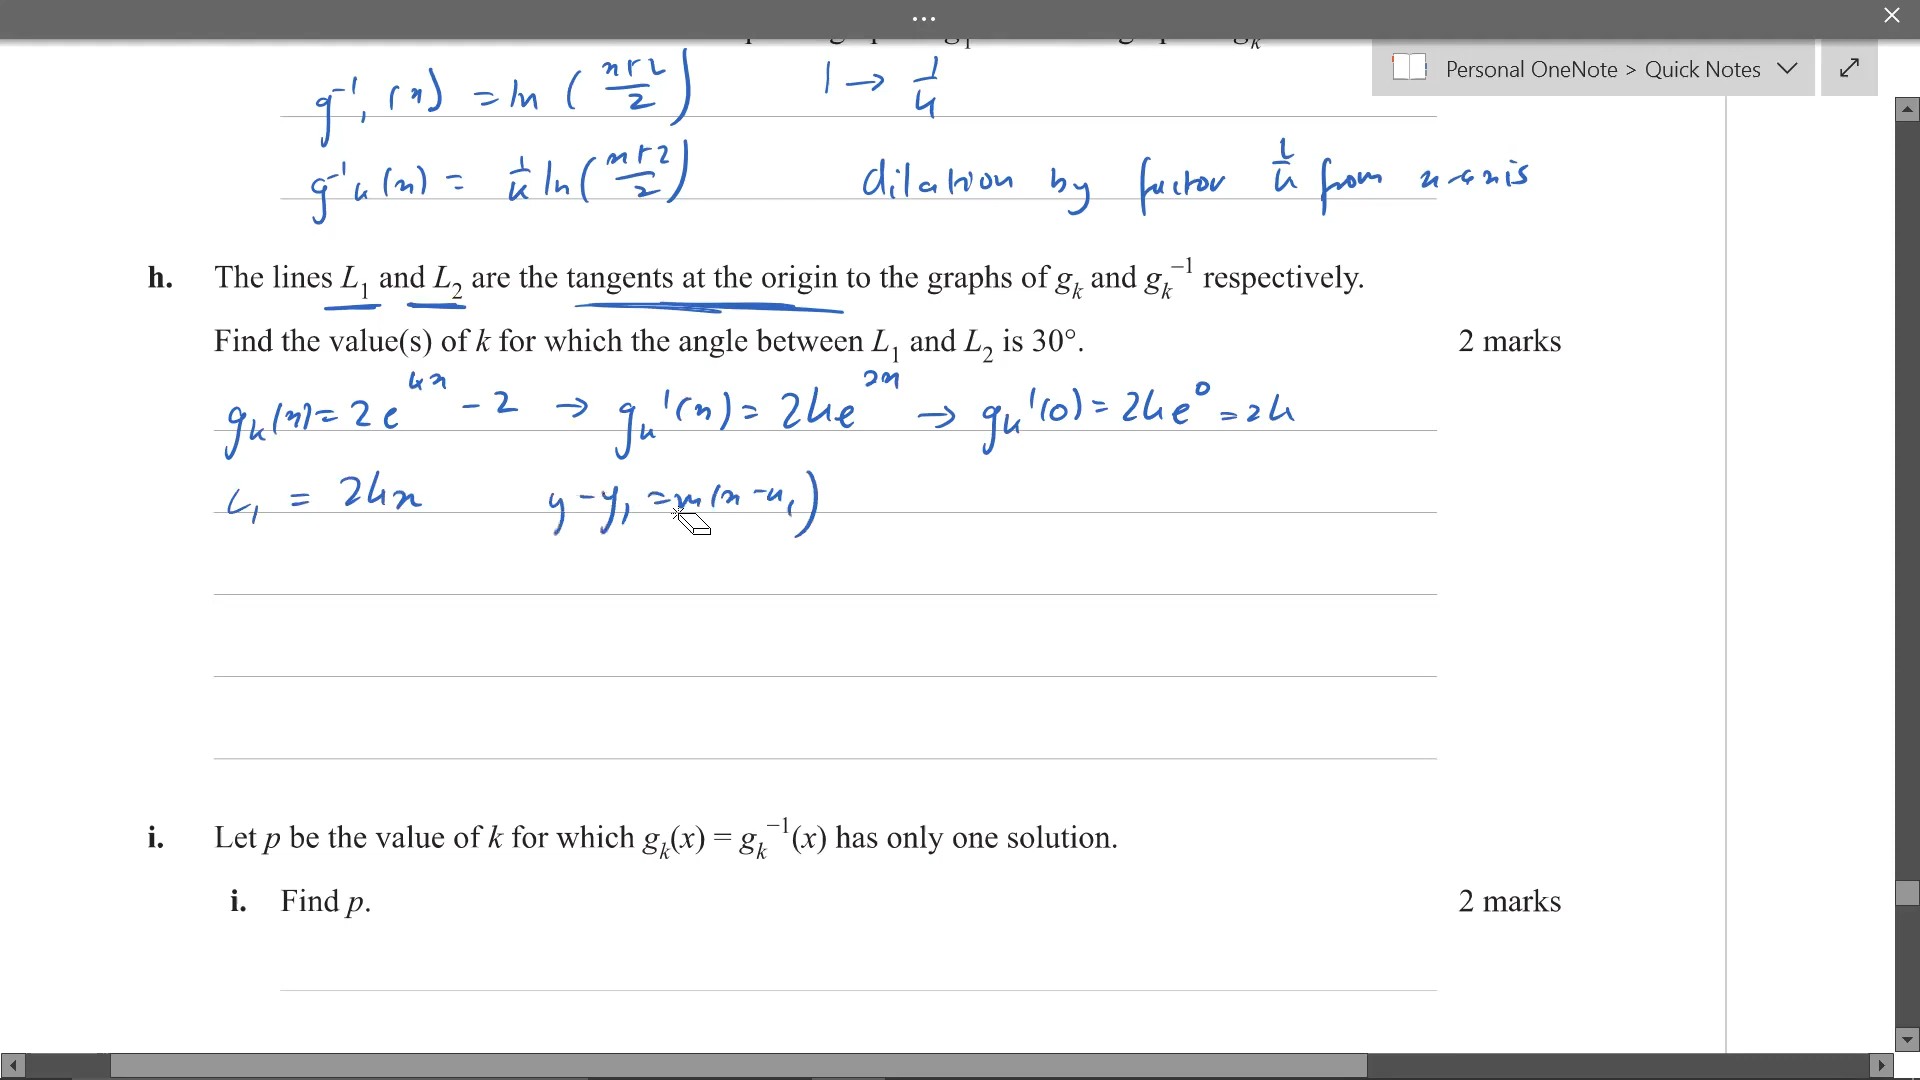 Personal OneNote > Quick Notes
g⁻¹₁(x) = ln((x+2)/2) 1 → 1/k
g⁻¹k(x) = 1/k ln((x+2)/2) dilation by factor 1/k from x-axis
h. The lines L₁ and L₂ are the tangents at the origin to the graphs of gₖ and gₖ⁻¹ respectively.
Find the value(s) of k for which the angle between L₁ and L₂ is 30°. 2 marks
gₖ(x) = 2e^(kx) - 2 → gₖ'(x) = 2ke^(2x) → gₖ'(0) = 2ke⁰ = 2k
L₁ = 2kx y - y₁ = m(x - x₁)
i. Let p be the value of k for which gₖ(x) = gₖ⁻¹(x) has only one solution.
i. Find p. 2 marks